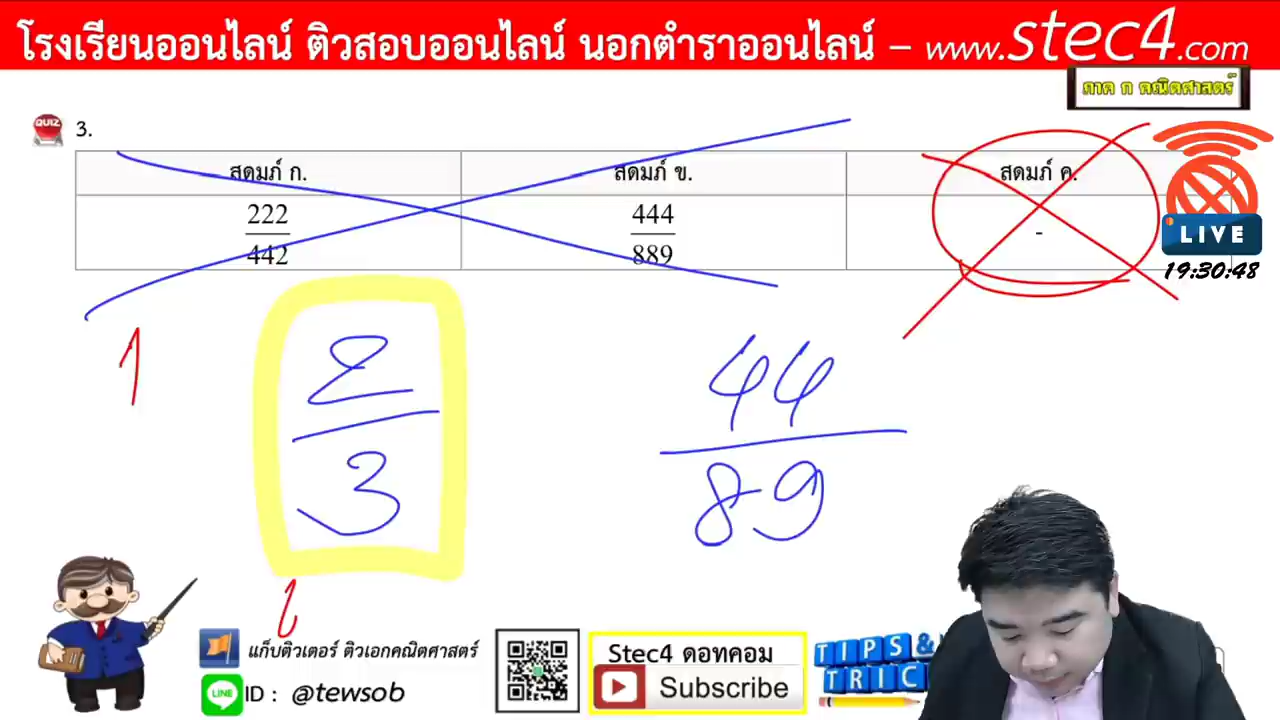 โรงเรียนออนไลน์ ติวสอบออนไลน์ นอกตำราออนไลน์ – www.stec4.com
ภาค ก คณิตศาสตร์
QUIZ
3.
สดมภ์ ก. สดมภ์ ข. สดมภ์ ค.
222 444
442 889
-
LIVE
19:30:48
1
2 44
3 89
แก็บติวเตอร์ ติวเอกคณิตศาสตร์
LINE ID : @tewsob
Stec4 ดอทคอม
Subscribe
TIPS &
TRIC